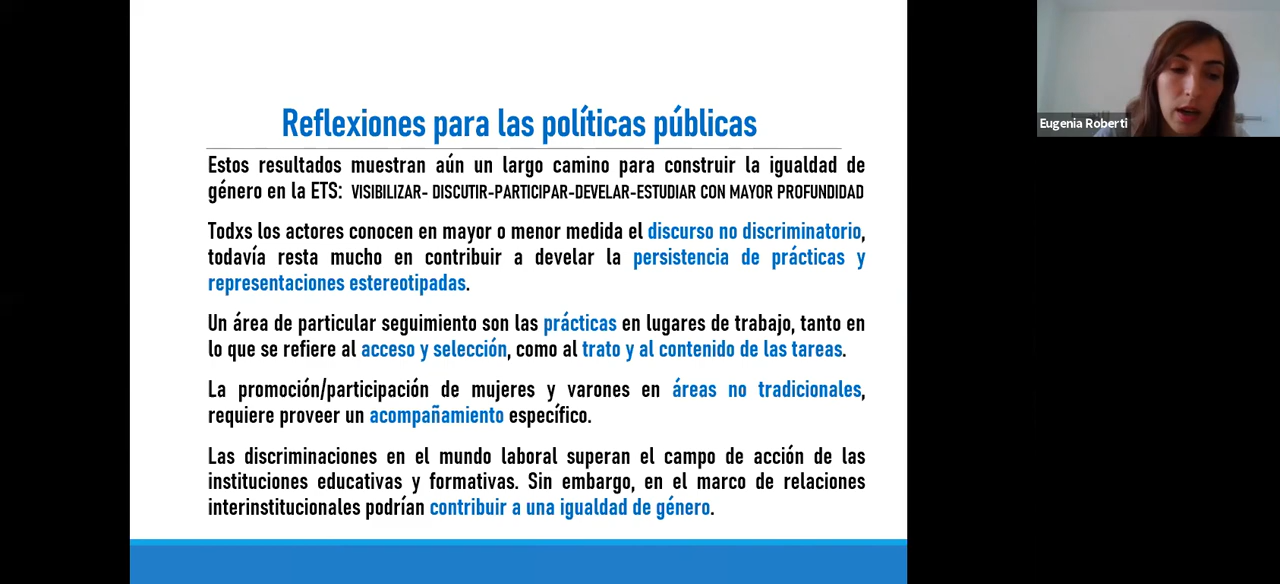 Reflexiones para las políticas públicas
Estos resultados muestran aún un largo camino para construir la igualdad de
género en la ETS: VISIBILIZAR- DISCUTIR-PARTICIPAR-DEVELAR-ESTUDIAR CON MAYOR PROFUNDIDAD
Todxs los actores conocen en mayor o menor medida el discurso no discriminatorio,
todavía resta mucho en contribuir a develar la persistencia de prácticas y
representaciones estereotipadas.
Un área de particular seguimiento son las prácticas en lugares de trabajo, tanto en
lo que se refiere al acceso y selección, como al trato y al contenido de las tareas.
La promoción/participación de mujeres y varones en áreas no tradicionales,
requiere proveer un acompañamiento específico.
Las discriminaciones en el mundo laboral superan el campo de acción de las
instituciones educativas y formativas. Sin embargo, en el marco de relaciones
interinstitucionales podrían contribuir a una igualdad de género.
Eugenia Roberti